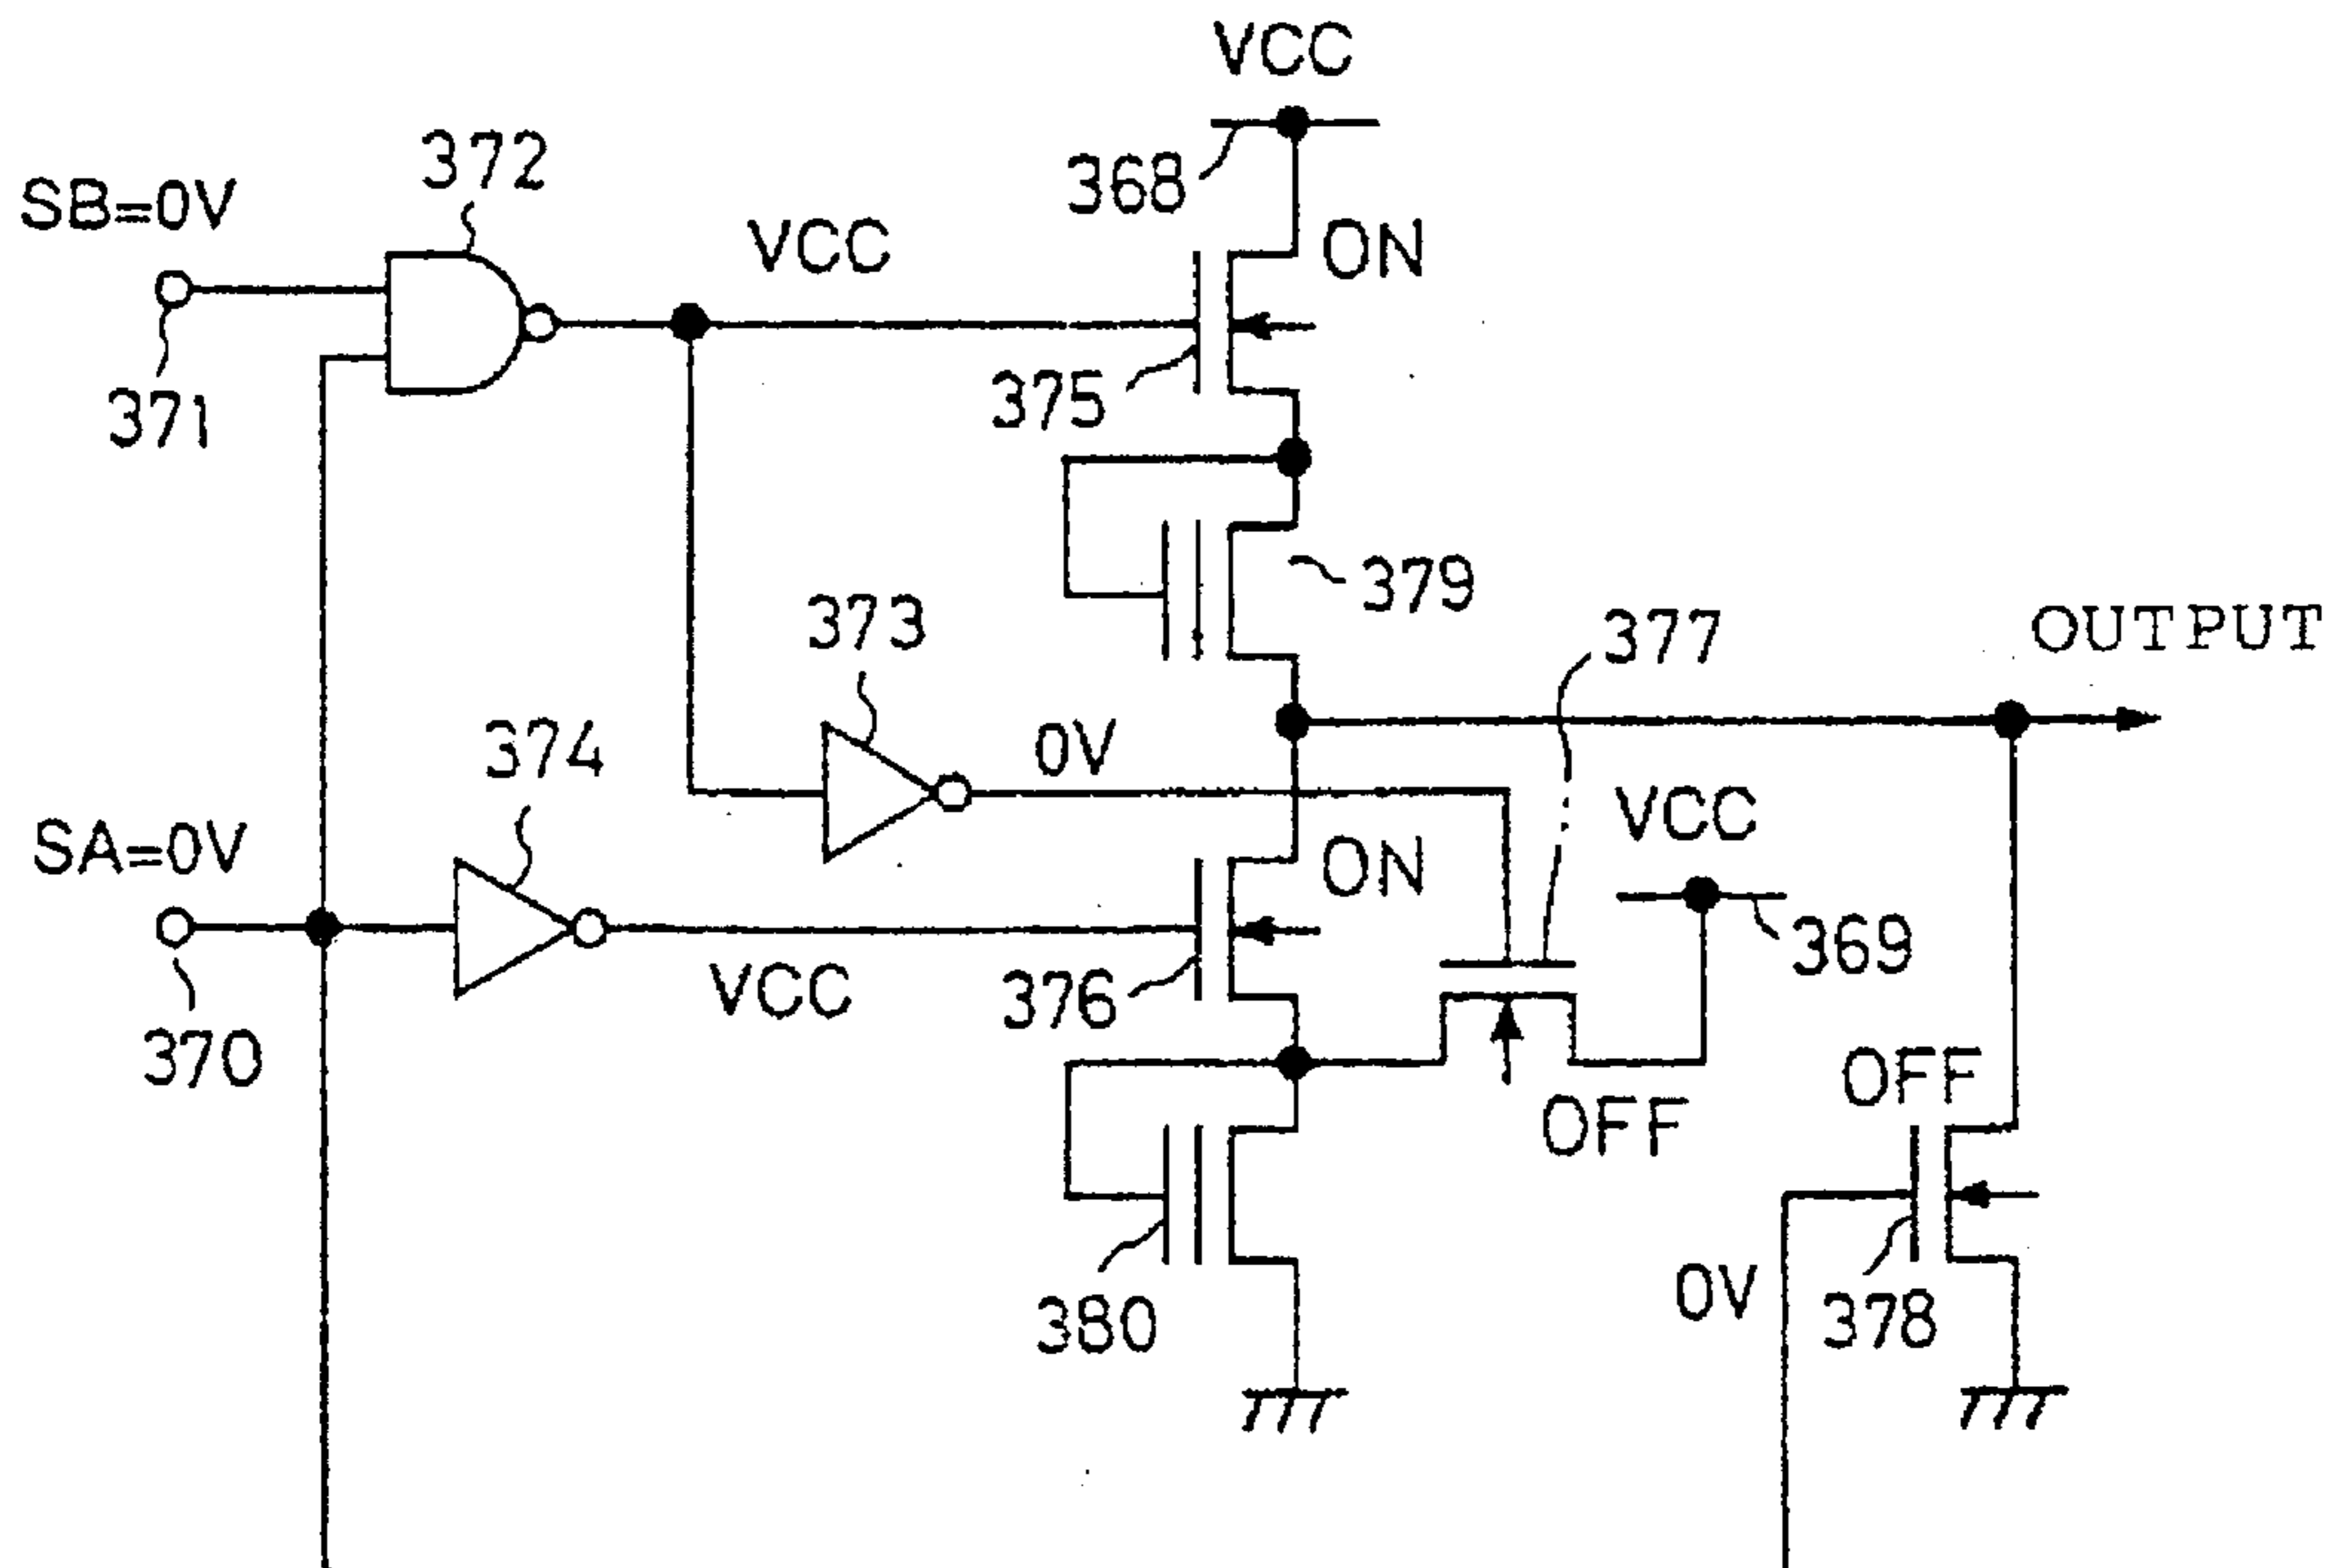 VCC
368
372
SB=0V
VCC
ON
371
375
379
373
377
OUTPUT
374
0V
VCC
SA=0V
ON
369
VCC
376
370
OFF
OFF
0V
378
380